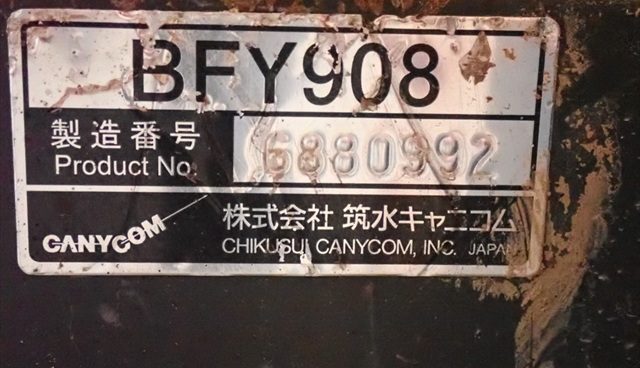 BFY908
製造番号
Product No.
6880992
CANYCOM
株式会社 筑水キャニコム
CHIKUSUI CANYCOM, INC. JAPAN